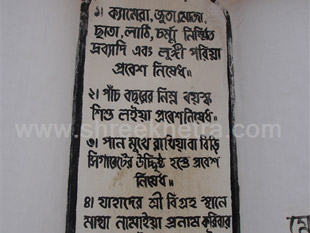 ১। ক্যামেরা, জুতা, মোজা,
ছাতা, লাঠি, চর্ম্ম নির্ম্মিত
দ্রব্যাদি এবং লুঙ্গী পরিয়া
প্রবেশ নিষেধ॥
২। পাঁচ বছরের নিম্ন বয়স্ক
শিশু লইয়া প্রবেশ নিষেধ॥
www.shreekhetra.com
৩। পান মুখে রাখিয়া বা বিড়ি
সিগারেটের উচ্ছিষ্ট হস্তে প্রবেশ
নিষেধ॥
৪। যাহাদের শ্রী বিগ্রহ স্থানে
মাথা নামাইয়া প্রনাম করিবার